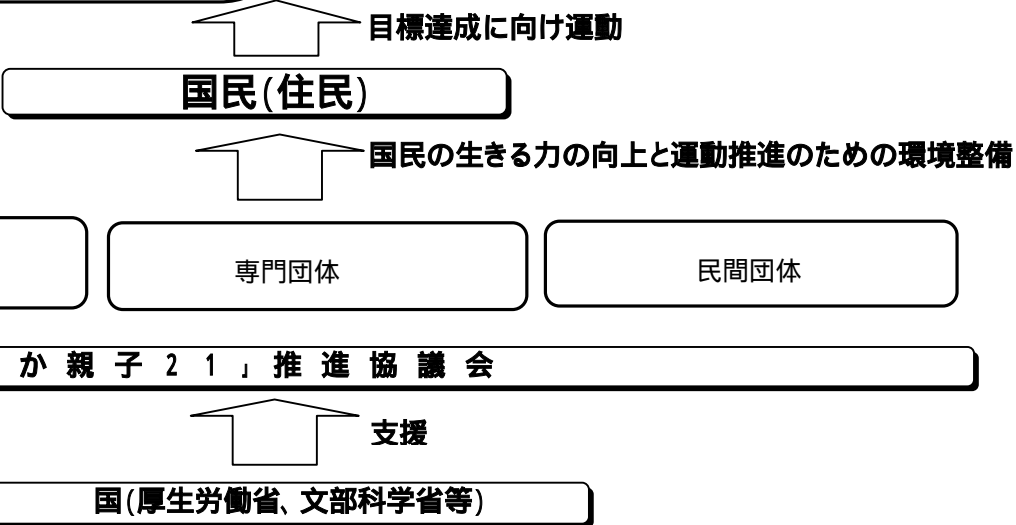 目標達成に向け運動
国民(住民)
国民の生きる力の向上と運動推進のための環境整備
専門団体
民間団体
か親子21」推進協議会
支援
国(厚生労働省、文部科学省等)